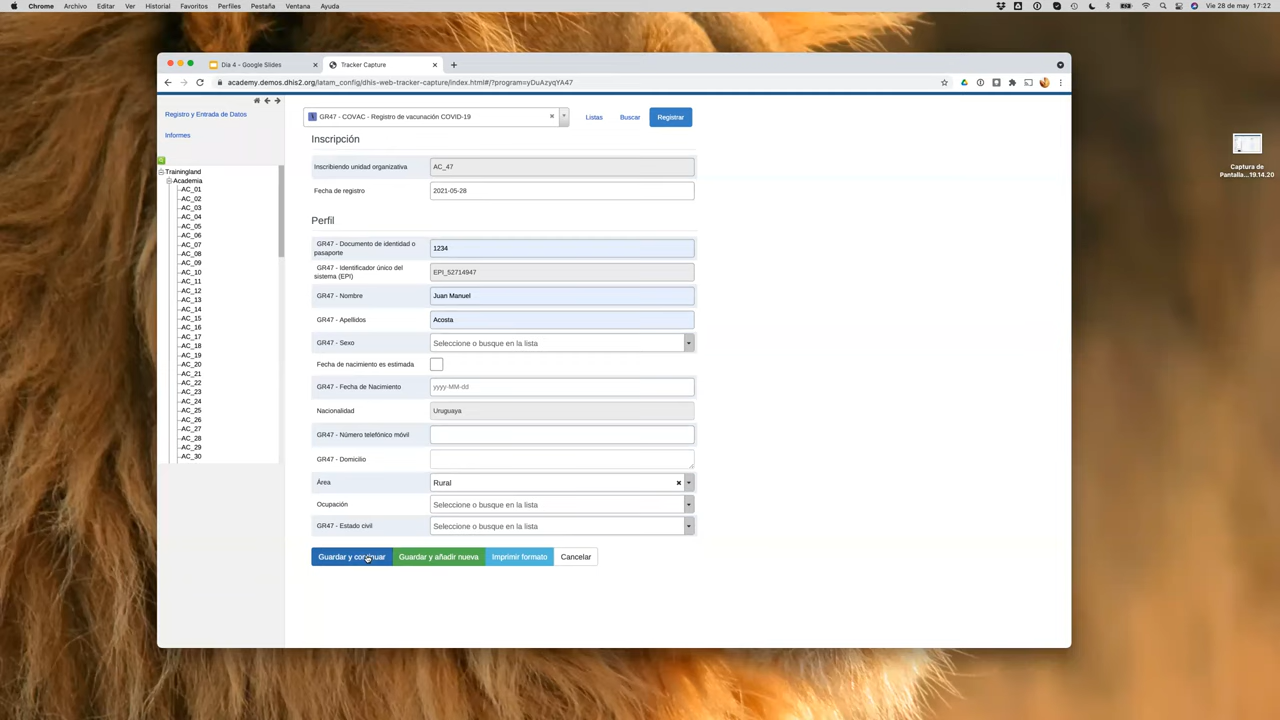 Chrome Archivo Editar Ver Historial Favoritos Perfiles Pestaña Ventana Ayuda
Vie 28 de may 17:22
Dia 4 - Google Slides
Tracker Capture
academy.demos.dhis2.org/latam_config/dhis-web-tracker-capture/index.html#/?program=yDuAzyqYA47
Registro y Entrada de Datos
Informes
Trainingland
Academia
AC_01
AC_02
AC_03
AC_04
AC_05
AC_06
AC_07
AC_08
AC_09
AC_10
AC_11
AC_12
AC_13
AC_14
AC_15
AC_16
AC_17
AC_18
AC_19
AC_20
AC_21
AC_22
AC_23
AC_24
AC_25
AC_26
AC_27
AC_28
AC_29
AC_30
GR47 - COVAC - Registro de vacunación COVID-19
Listas
Buscar
Registrar
Inscripción
Inscribiendo unidad organizativa AC_47
Fecha de registro 2021-05-28
Perfil
GR47 - Documento de identidad o
pasaporte
1234
GR47 - Identificador único del
sistema (EPI)
EPI_52714947
GR47 - Nombre Juan Manuel
GR47 - Apellidos Acosta
GR47 - Sexo Seleccione o busque en la lista
Fecha de nacimiento es estimada
GR47 - Fecha de Nacimiento yyyy-MM-dd
Nacionalidad Uruguaya
GR47 - Número telefónico móvil
GR47 - Domicilio
Área Rural
Ocupación Seleccione o busque en la lista
GR47 - Estado civil Seleccione o busque en la lista
Guardar y continuar
Guardar y añadir nueva
Imprimir formato
Cancelar
Captura de
Pantalla...19.14.20